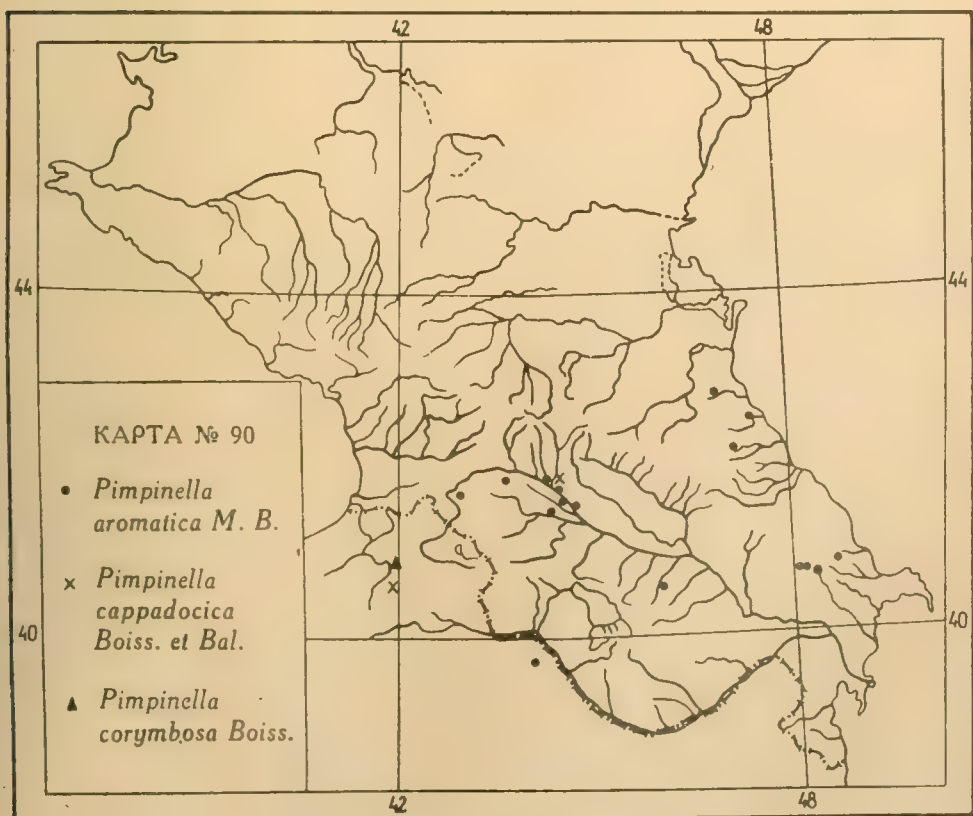 42 48
44 44
КАРТА № 90
Pimpinella
aromatica M. B.
Pimpinella
cappadocica
Boiss. et Bal.
Pimpinella
corymbosa Boiss.
40 40
42 48